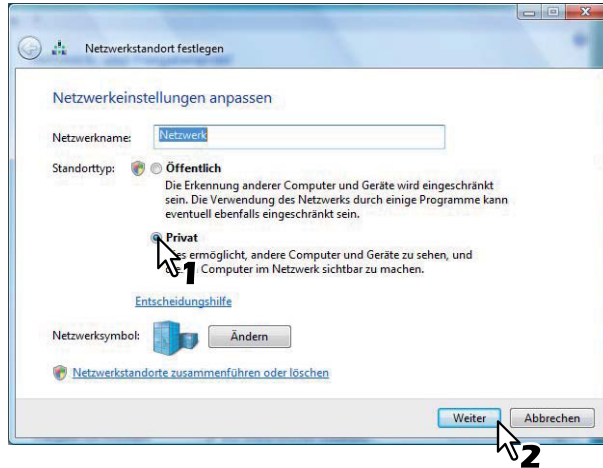 Netzwerkstandort festlegen
Netzwerkeinstellungen anpassen
Netzwerkname: Netzwerk
Standorttyp: Öffentlich
Die Erkennung anderer Computer und Geräte wird eingeschränkt
sein. Die Verwendung des Netzwerks durch einige Programme kann
eventuell ebenfalls eingeschränkt sein.
Privat
1
ermöglicht, andere Computer und Geräte zu sehen, und
Computer im Netzwerk sichtbar zu machen.
Entscheidungshilfe
Netzwerksymbol: Ändern
Netzwerkstandorte zusammenführen oder löschen
Weiter Abbrechen
2